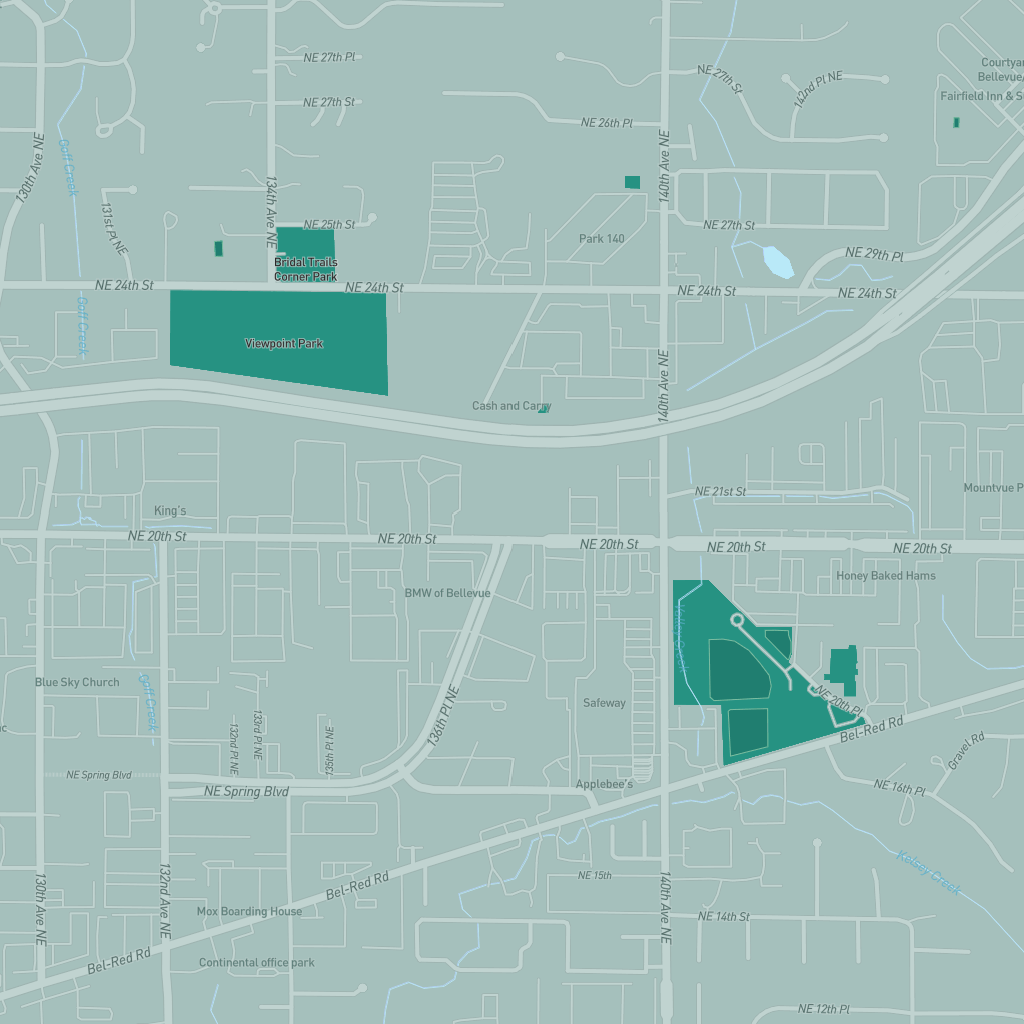 NE 27th Pl
NE 27th St
142nd Pl NE
Courtyar
Bellevue/
Fairfield Inn & Su
NE 27th St
NE 26th Pl
130th Ave NE
Goff Creek
134th Ave NE
140th Ave NE
131st Pl NE
NE 25th St
Park 140
NE 27th St
NE 29th Pl
Bridal Trails
Corner Park
NE 24th St
NE 24th St
NE 24th St
NE 24th St
Goff Creek
Viewpoint Park
140th Ave NE
Cash and Carry
NE 21st St
Mountvue P
King's
NE 20th St
NE 20th St
NE 20th St
NE 20th St
NE 20th St
BMW of Bellevue
Honey Baked Hams
Valley Creek
Blue Sky Church
Goff Creek
Safeway
NE 20th Pl
136th Pl NE
132nd Pl NE
133rd Pl NE
135th Pl NE
Bel-Red Rd
Gravel Rd
NE Spring Blvd
NE Spring Blvd
Applebee's
NE 16th Pl
Kelsey Creek
NE 15th
130th Ave NE
132nd Ave NE
Bel-Red Rd
140th Ave NE
Mox Boarding House
NE 14th St
Bel-Red Rd
Continental office park
NE 12th Pl